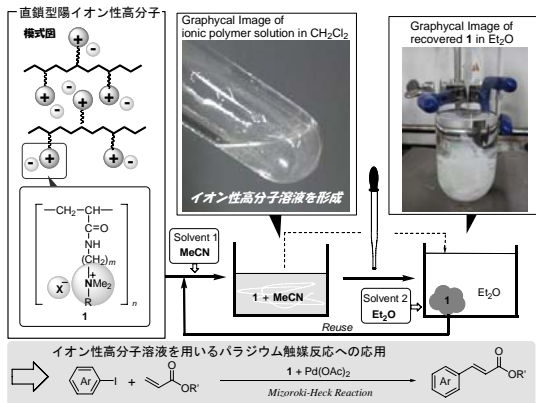 直鎖型陽イオン性高分子
模式図
Graphycal Image of
ionic polymer solution in CH2Cl2
イオン性高分子溶液を形成
Graphycal Image of
recovered 1 in Et2O
+
-
+
-
+
-
+
-
+
-
+
-
+
-
CH2-CH
C=O
NH
(CH2)m
+
NMe2
R
X-
n
1
Solvent 1
MeCN
1 + MeCN
Solvent 2
Et2O
Et2O
1
Reuse
イオン性高分子溶液を用いるパラジウム触媒反応への応用
Ar
I
+
O
OR'
1 + Pd(OAc)2
Mizoroki-Heck Reaction
Ar
O
OR'